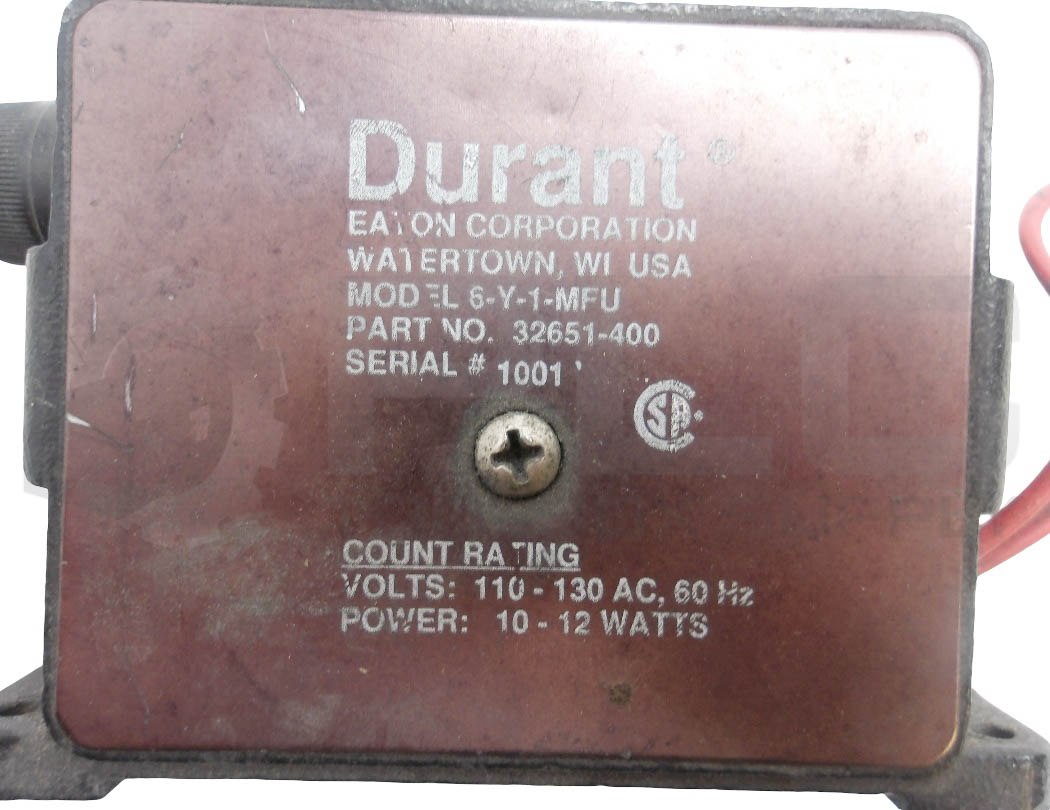 Durant ®
EATON CORPORATION
WATERTOWN, WI USA
MODEL 6-Y-1-MFU
PART NO. 32651-400
SERIAL # 1001
CSA
COUNT RATING
VOLTS: 110 - 130 AC, 60 Hz
POWER: 10 - 12 WATTS